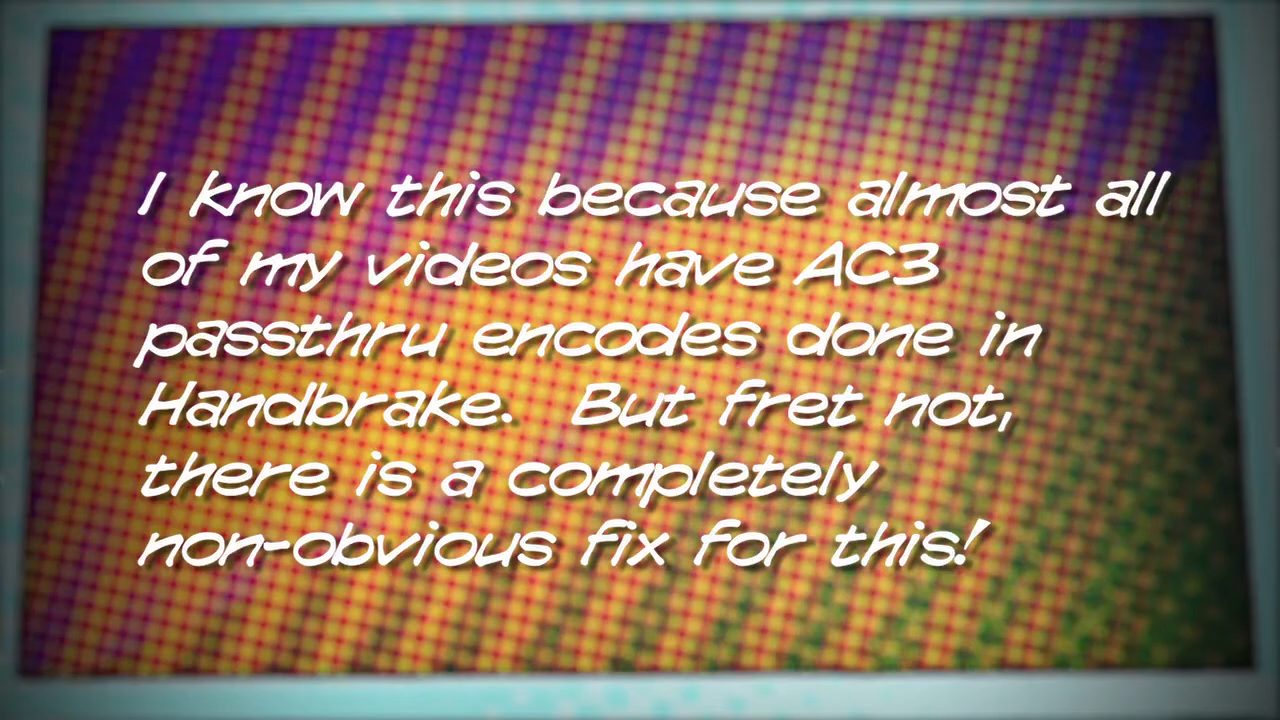 I know this because almost all
of my videos have AC3
passthru encodes done in
Handbrake.  But fret not,
there is a completely
non-obvious fix for this!